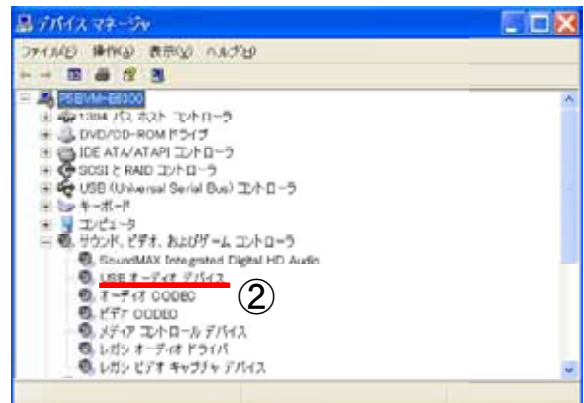 デバイス マネージャ
ファイル(F) 操作(A) 表示(V) ヘルプ(H)
1394 バス ホスト コントローラ
DVD/CD-ROM ドライブ
IDE ATA/ATAPI コントローラ
SCSI と RAID コントローラ
USB (Universal Serial Bus) コントローラ
キーボード
コンピュータ
サウンド、ビデオ、およびゲーム コントローラ
SoundMAX Integrated Digital HD Audio
USB オーディオ デバイス
②
オーディオ CODEC
ビデオ CODEC
メディア コントロール デバイス
レガシ オーディオ ドライバ
レガシ ビデオ キャプチャ デバイス